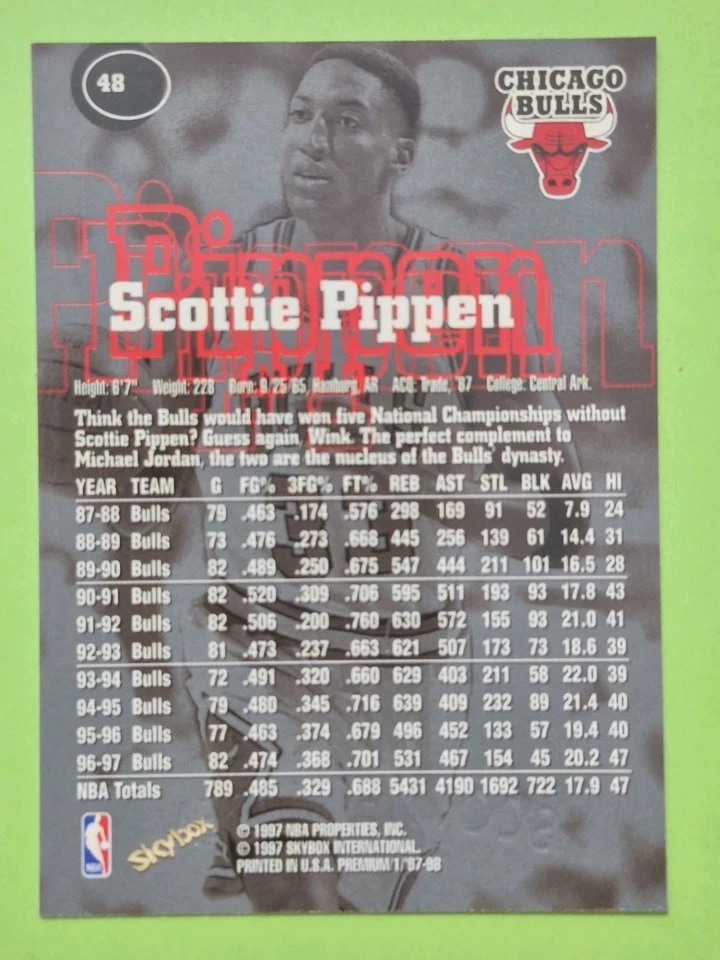 48
CHICAGO
BULLS
Pippen
Scottie Pippen
Height: 6'7" Weight: 228 Born: 9/25/65, Hamburg, AR ACQ: Trade, '87 College: Central Ark.
Think the Bulls would have won five National Championships without
Scottie Pippen? Guess again. Wink. The perfect complement to
Michael Jordan, the two are the nucleus of the Bulls' dynasty.
YEAR TEAM G FG% 3FG% FT% REB AST STL BLK AVG HI
87-88 Bulls 79 .463 .174 .576 298 169 91 52 7.9 24
88-89 Bulls 73 .476 .273 .668 445 256 139 61 14.4 31
89-90 Bulls 82 .489 .250 .675 547 444 211 101 16.5 28
90-91 Bulls 82 .520 .309 .706 595 511 193 93 17.8 43
91-92 Bulls 82 .506 .200 .760 630 572 155 93 21.0 41
92-93 Bulls 81 .473 .237 .663 621 507 173 73 18.6 39
93-94 Bulls 72 .491 .320 .660 629 403 211 58 22.0 39
94-95 Bulls 79 .480 .345 .716 639 409 232 89 21.4 40
95-96 Bulls 77 .463 .374 .679 496 452 133 57 19.4 40
96-97 Bulls 82 .474 .368 .701 531 467 154 45 20.2 47
NBA Totals 789 .485 .329 .688 5431 4190 1692 722 17.9 47
NBA
skybox
© 1997 NBA PROPERTIES, INC.
© 1997 SKYBOX INTERNATIONAL.
PRINTED IN U.S.A. PREMIUM/1/'97-98